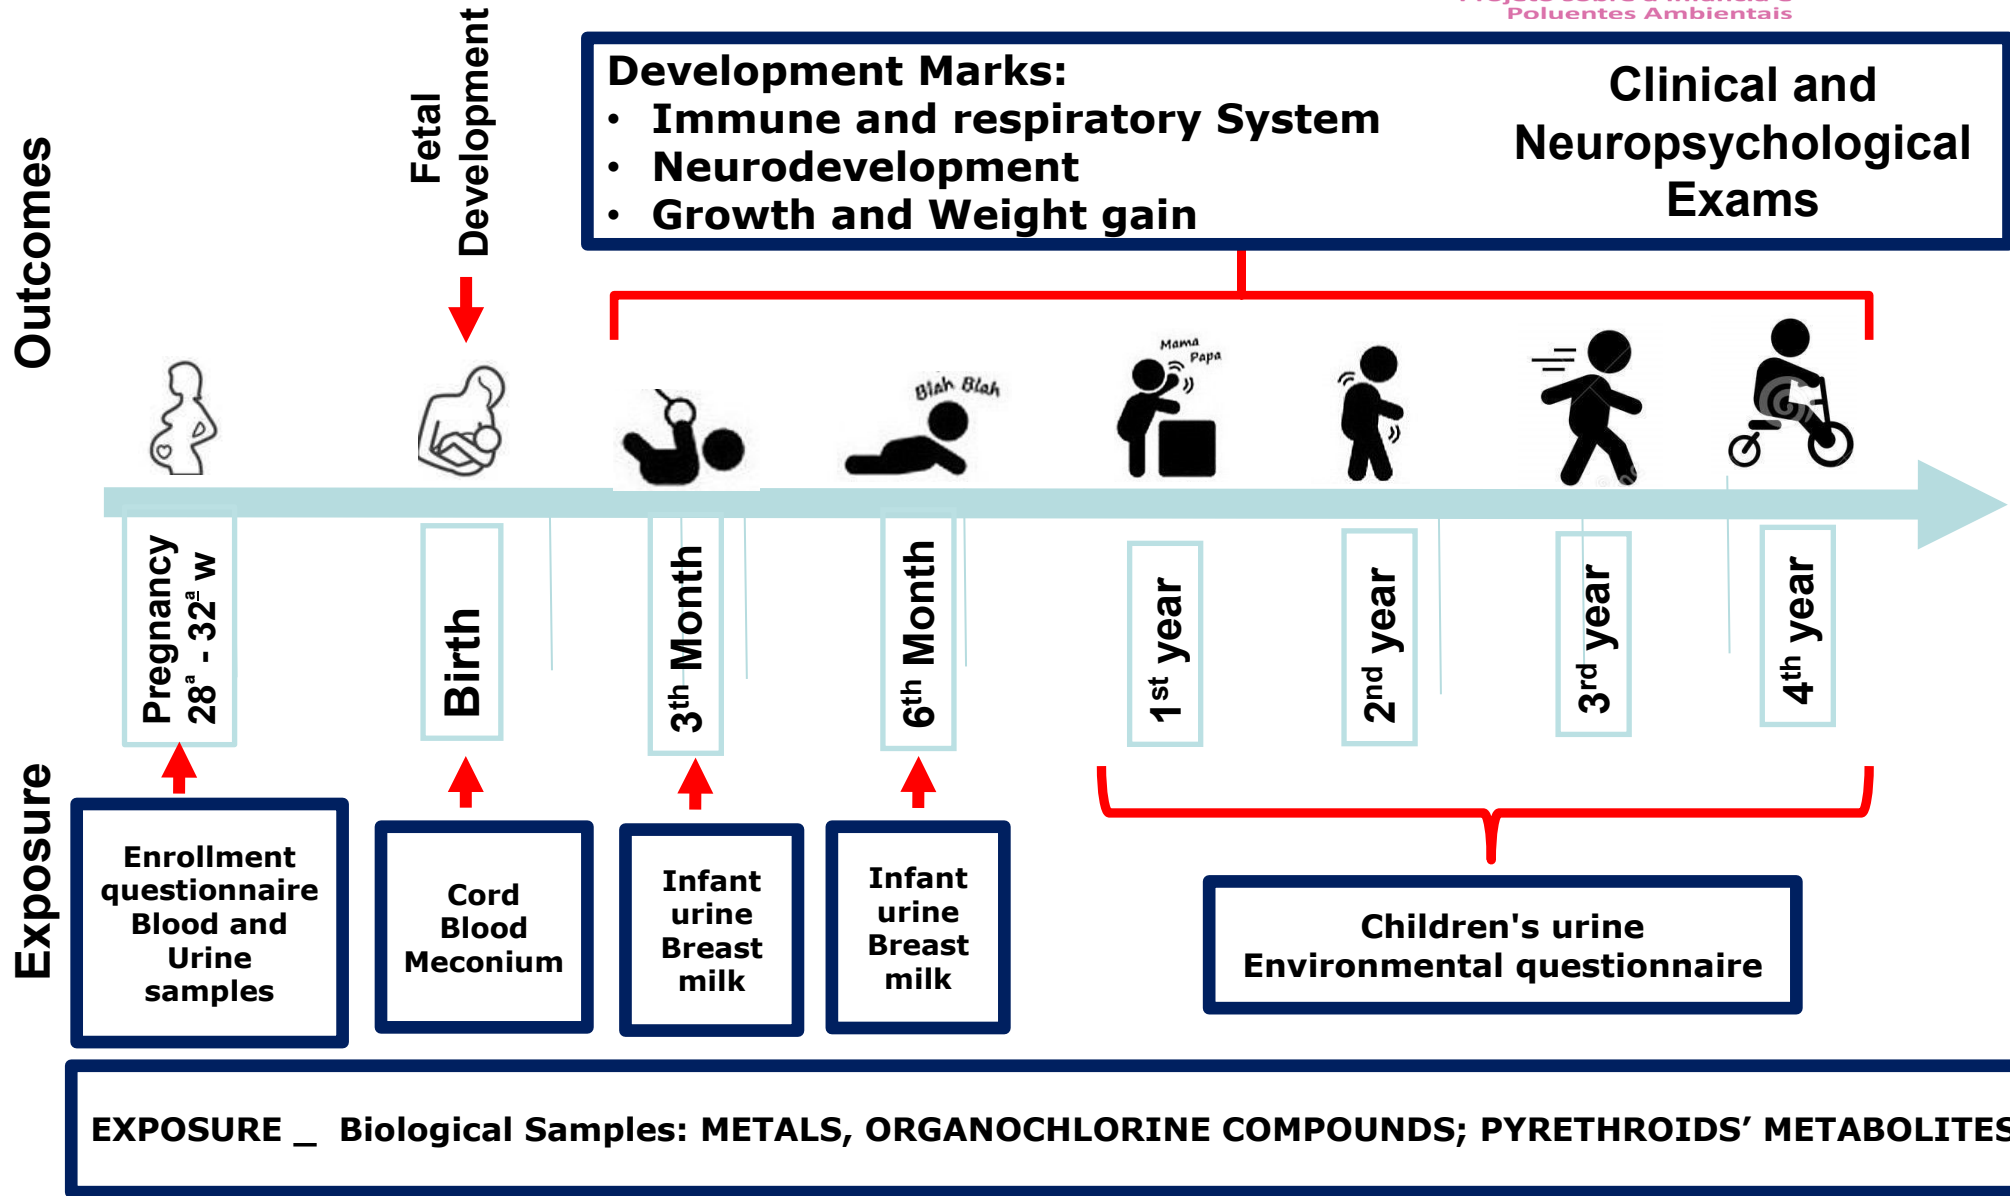 Poluentes Ambientais
Outcomes
Fetal
Development
Development Marks:
• Immune and respiratory System
• Neurodevelopment
• Growth and Weight gain
Clinical and
Neuropsychological
Exams
Blah Blah
Mama
Papa
Pregnancy
28ª - 32ª w
Birth
3th Month
6th Month
1st year
2nd year
3rd year
4th year
Exposure
Enrollment
questionnaire
Blood and
Urine
samples
Cord
Blood
Meconium
Infant
urine
Breast
milk
Infant
urine
Breast
milk
Children's urine
Environmental questionnaire
EXPOSURE _ Biological Samples: METALS, ORGANOCHLORINE COMPOUNDS; PYRETHROIDS’ METABOLITES